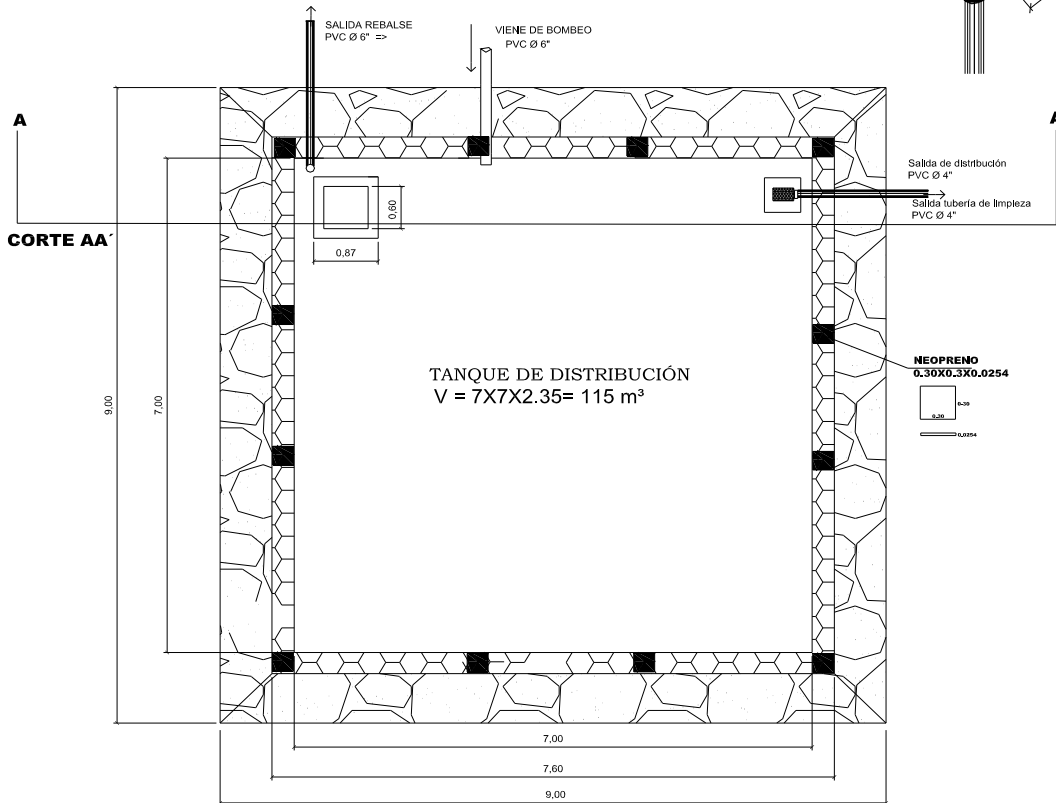 SALIDA REBALSE
PVC Ø 6" =>
VIENE DE BOMBEO
PVC Ø 6"
A
A
Salida de distribución
PVC Ø 4"
Salida tubería de limpieza
PVC Ø 4"
CORTE AA´
0,60
0,87
NEOPRENO
0.30X0.3X0.0254
0.30
0.30
0.0254
TANQUE DE DISTRIBUCIÓN
V = 7X7X2.35= 115 m³
9,00
7,00
7,00
7,60
9,00